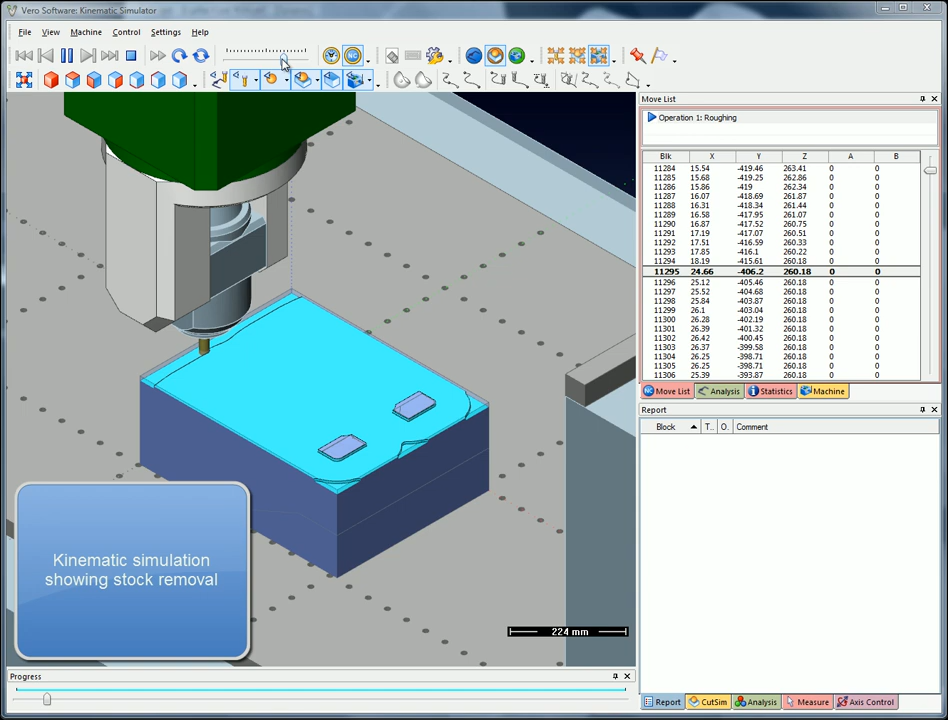 Vero Software: Kinematic Simulator
File View Machine Control Settings Help
Move List
Operation 1: Roughing
Blk X Y Z A B
11284 15.54 -419.46 263.41 0 0
11285 15.68 -419.25 262.86 0 0
11286 15.86 -419 262.34 0 0
11287 16.07 -418.69 261.87 0 0
11288 16.31 -418.34 261.44 0 0
11289 16.58 -417.95 261.07 0 0
11290 16.87 -417.52 260.75 0 0
11291 17.19 -417.07 260.51 0 0
11292 17.51 -416.59 260.33 0 0
11293 17.85 -416.1 260.22 0 0
11294 18.19 -415.61 260.18 0 0
11295 24.66 -406.2 260.18 0 0
11296 25.12 -405.46 260.18 0 0
11297 25.52 -404.68 260.18 0 0
11298 25.84 -403.87 260.18 0 0
11299 26.1 -403.04 260.18 0 0
11300 26.28 -402.19 260.18 0 0
11301 26.39 -401.32 260.18 0 0
11302 26.42 -400.45 260.18 0 0
11303 26.37 -399.58 260.18 0 0
11304 26.25 -398.71 260.18 0 0
11305 26.25 -398.71 260.18 0 0
11306 25.39 -393.87 260.18 0 0
NC Move List Analysis Statistics Machine
Report
Block T.. O. Comment
Kinematic simulation
showing stock removal
224 mm
Progress
Report CutSim Analysis Measure Axis Control